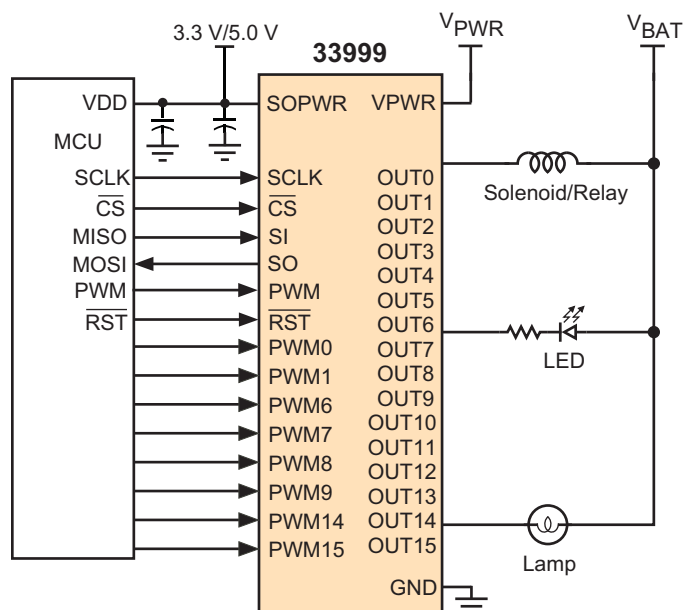 3.3 V/5.0 V
33999
VPWR
VBAT
VDD
MCU
SCLK
CS
MISO
MOSI
PWM
RST
SOPWR
VPWR
SCLK
CS
SI
SO
PWM
RST
PWM0
PWM1
PWM6
PWM7
PWM8
PWM9
PWM14
PWM15
OUT0
OUT1
OUT2
OUT3
OUT4
OUT5
OUT6
OUT7
OUT8
OUT9
OUT10
OUT11
OUT12
OUT13
OUT14
OUT15
GND
Solenoid/Relay
LED
Lamp